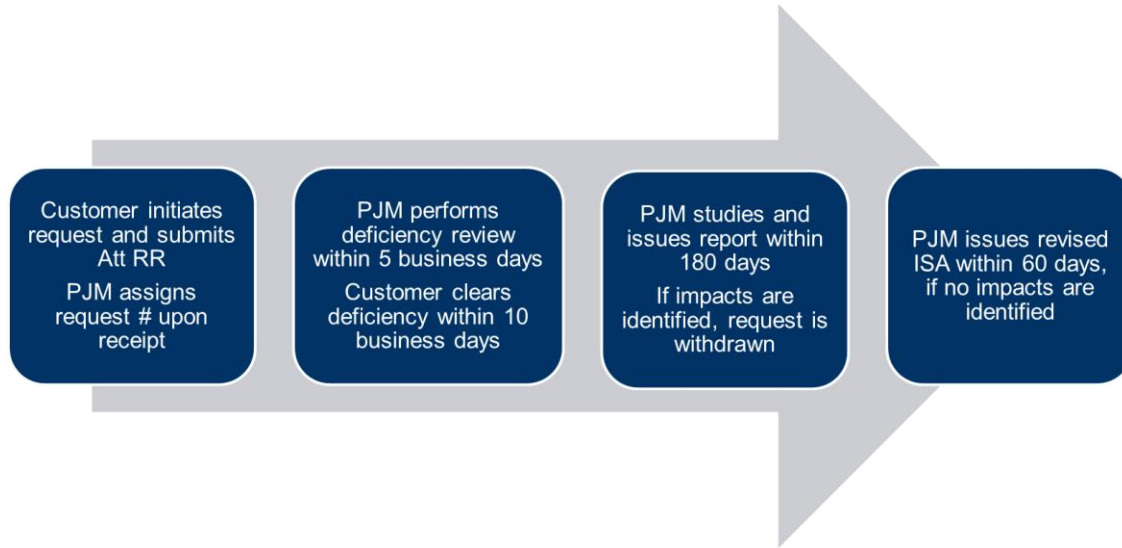 Customer initiates
request and submits
Att RR
PJM assigns
request # upon
receipt
PJM performs
deficiency review
within 5 business days
Customer clears
deficiency within 10
business days
PJM studies and
issues report within
180 days
If impacts are
identified, request is
withdrawn
PJM issues revised
ISA within 60 days,
if no impacts are
identified